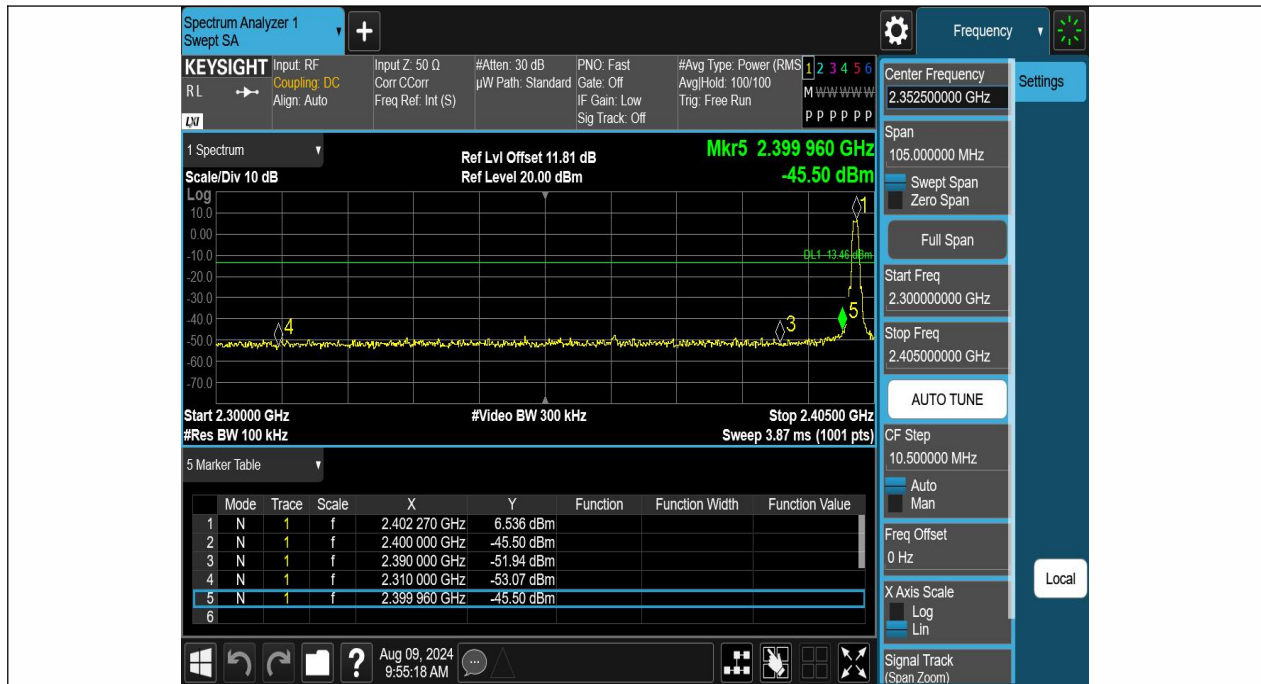 Spectrum Analyzer 1
Swept SA
+
Frequency
KEYSIGHT
RL
LXI
Input: RF
Coupling: DC
Align: Auto
Input Z: 50 Ω
Corr CCorr
Freq Ref: Int (S)
#Atten: 30 dB
µW Path: Standard
PNO: Fast
Gate: Off
IF Gain: Low
Sig Track: Off
#Avg Type: Power (RMS
Avg|Hold: 100/100
Trig: Free Run
1 2 3 4 5 6
M W W W W W
P P P P P P
1 Spectrum
Scale/Div 10 dB
Ref Lvl Offset 11.81 dB
Ref Level 20.00 dBm
Mkr5 2.399 960 GHz
-45.50 dBm
Log
10.0
0.00
-10.0
-20.0
-30.0
-40.0
-50.0
-60.0
-70.0
1
DL1 -13.46 dBm
5
4
3
Start 2.30000 GHz
#Video BW 300 kHz
Stop 2.40500 GHz
#Res BW 100 kHz
Sweep 3.87 ms (1001 pts)
5 Marker Table
Mode Trace Scale X Y Function Function Width Function Value
1 N 1 f 2.402 270 GHz 6.536 dBm
2 N 1 f 2.400 000 GHz -45.50 dBm
3 N 1 f 2.390 000 GHz -51.94 dBm
4 N 1 f 2.310 000 GHz -53.07 dBm
5 N 1 f 2.399 960 GHz -45.50 dBm
6
?
Aug 09, 2024
9:55:18 AM
Center Frequency
2.352500000 GHz
Span
105.000000 MHz
Swept Span
Zero Span
Full Span
Start Freq
2.300000000 GHz
Stop Freq
2.405000000 GHz
AUTO TUNE
CF Step
10.500000 MHz
Auto
Man
Freq Offset
0 Hz
X Axis Scale
Log
Lin
Signal Track
(Span Zoom)
Settings
Local